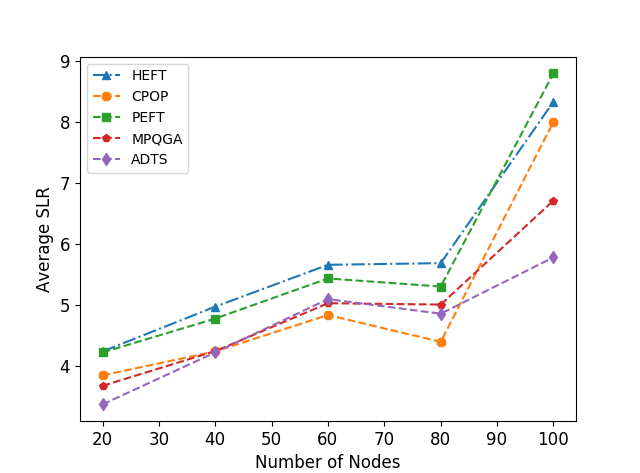 9
8
7
6
5
4
Average SLR
HEFT
CPOP
PEFT
MPQGA
ADTS
20 30 40 50 60 70 80 90 100
Number of Nodes